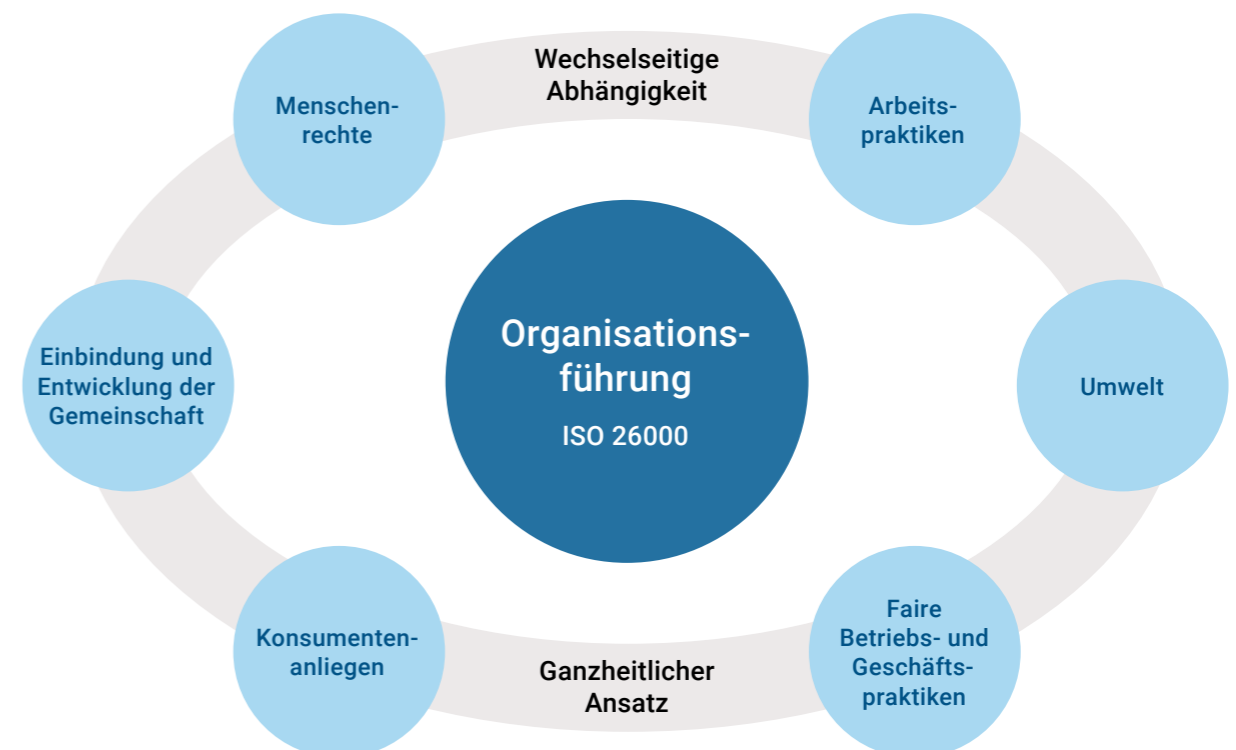 Wechselseitige
Abhängigkeit
Menschen-
rechte
Arbeits-
praktiken
Organisations-
führung
ISO 26000
Einbindung und
Entwicklung der
Gemeinschaft
Umwelt
Konsumenten-
anliegen
Ganzheitlicher
Ansatz
Faire
Betriebs- und
Geschäfts-
praktiken